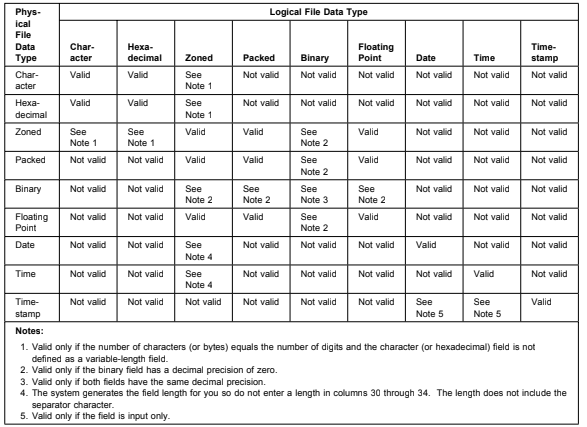 Phys-
ical
File
Data
Type
Logical File Data Type
Char-
acter
Hexa-
decimal
Zoned
Packed
Binary
Floating
Point
Date
Time
Time-
stamp
Char-
acter
Valid
Valid
See
Note 1
Not valid
Not valid
Not valid
Not valid
Not valid
Not valid
Hexa-
decimal
Valid
Valid
See
Note 1
Not valid
Not valid
Not valid
Not valid
Not valid
Not valid
Zoned
See
Note 1
See
Note 1
Valid
Valid
See
Note 2
Valid
Not valid
Not valid
Not valid
Packed
Not valid
Not valid
Valid
Valid
See
Note 2
Valid
Not valid
Not valid
Not valid
Binary
Not valid
Not valid
See
Note 2
See
Note 2
See
Note 3
See
Note 2
Not valid
Not valid
Not valid
Floating
Point
Not valid
Not valid
Valid
Valid
See
Note 2
Valid
Not valid
Not valid
Not valid
Date
Not valid
Not valid
See
Note 4
Not valid
Not valid
Not valid
Valid
Not valid
Not valid
Time
Not valid
Not valid
See
Note 4
Not valid
Not valid
Not valid
Not valid
Valid
Not valid
Time-
stamp
Not valid
Not valid
Not valid
Not valid
Not valid
Not valid
See
Note 5
See
Note 5
Valid
Notes:
1. Valid only if the number of characters (or bytes) equals the number of digits and the character (or hexadecimal) field is not
defined as a variable-length field.
2. Valid only if the binary field has a decimal precision of zero.
3. Valid only if both fields have the same decimal precision.
4. The system generates the field length for you so do not enter a length in columns 30 through 34. The length does not include the
separator character.
5. Valid only if the field is input only.